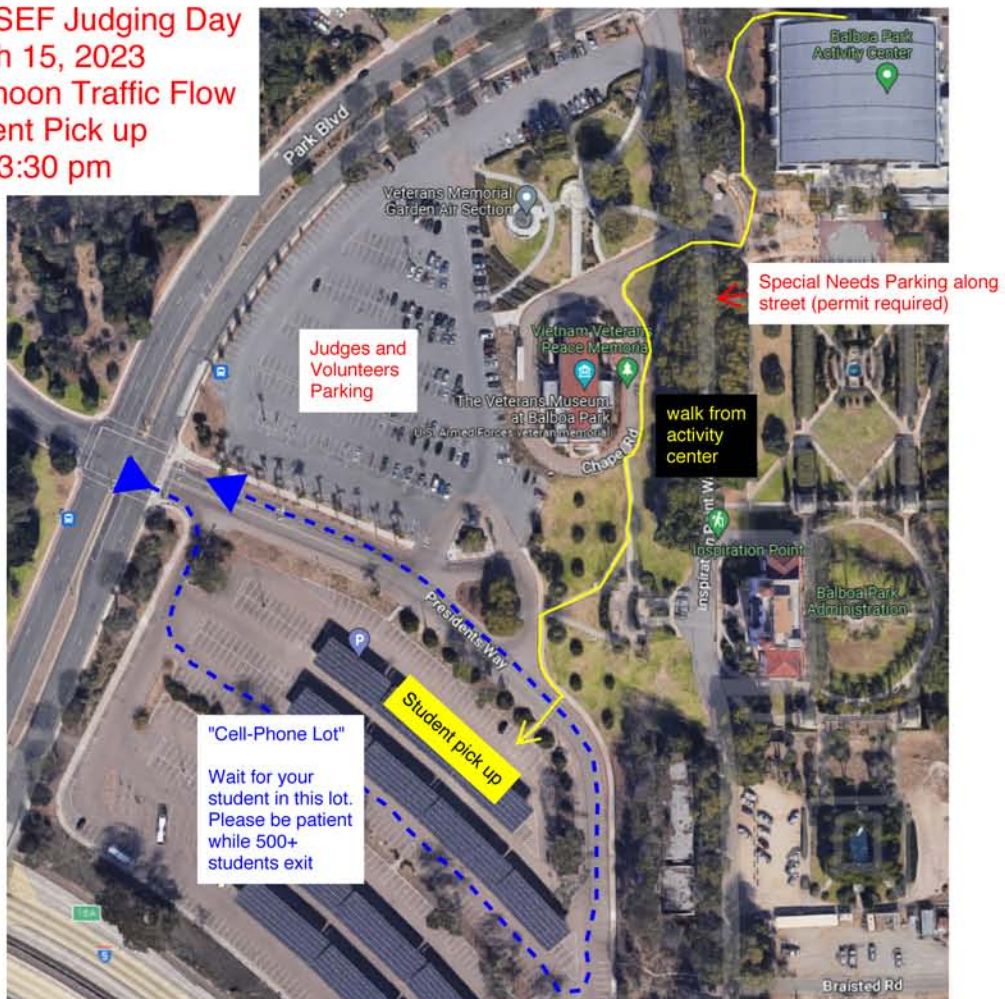 SEF Judging Day
h 15, 2023
noon Traffic Flow
ent Pick up
3:30 pm
Balboa Park
Activity Center
Park Blvd
Veterans Memorial
Garden Air Section
Special Needs Parking along
street (permit required)
Judges and
Volunteers
Parking
Vietnam Veterans
Peace Memorial
The Veterans Museum
at Balboa Park
U.S. Armed Forces veteran memorial
walk from
activity
center
Chapel Rd
Inspiration Point W
Inspiration Point
Balboa Park
Administration
Presidents Way
P
Student pick up
"Cell-Phone Lot"
Wait for your
student in this lot.
Please be patient
while 500+
students exit
16A
5
Braisted Rd